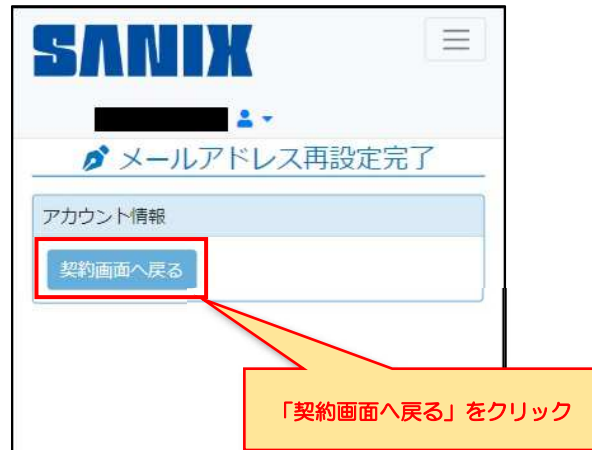 SANIX
メールアドレス再設定完了
アカウント情報
契約画面へ戻る
「契約画面へ戻る」をクリック